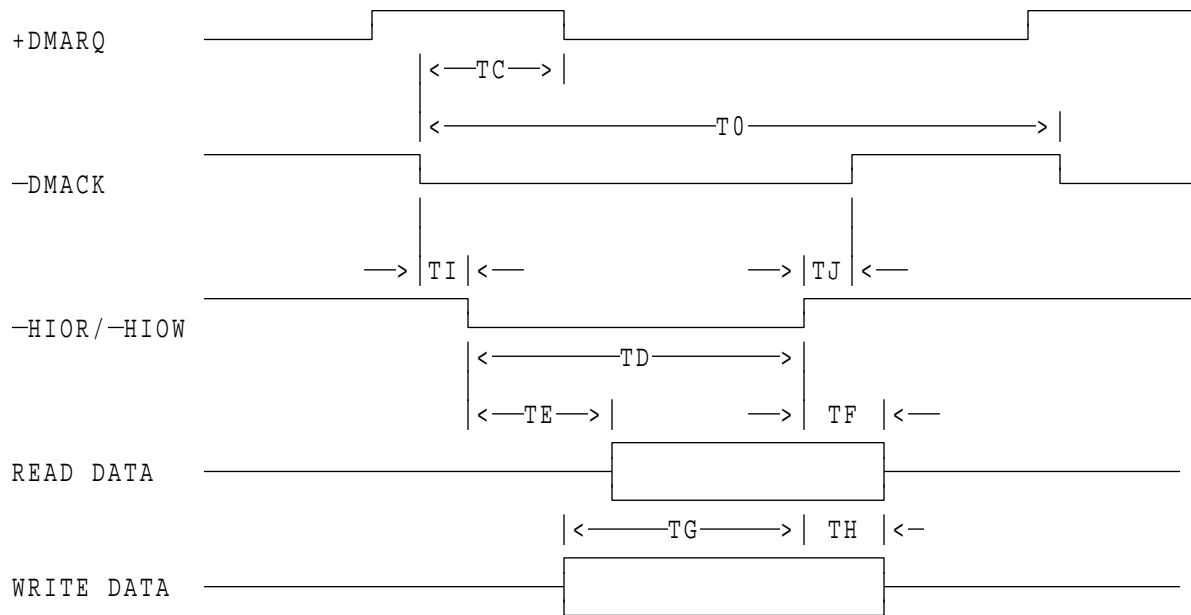 +DMARQ
TC
T0
—DMACK
TI TJ
—HIOR/—HIOW
TD
TE TF
READ DATA
TG TH
WRITE DATA